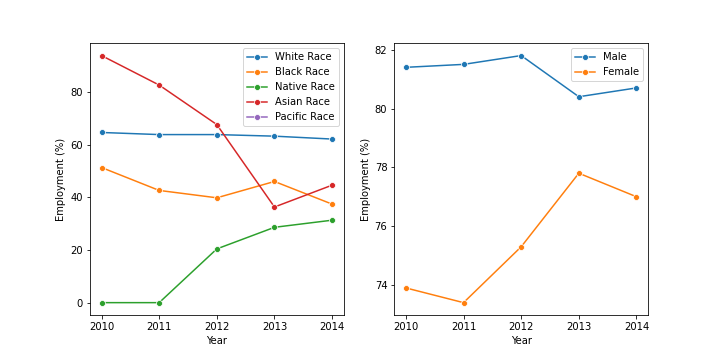 White Race
Black Race
Native Race
Asian Race
Pacific Race
Employment (%)
80
60
40
20
0
2010 2011 2012 2013 2014
Year
Male
Female
Employment (%)
82
80
78
76
74
2010 2011 2012 2013 2014
Year